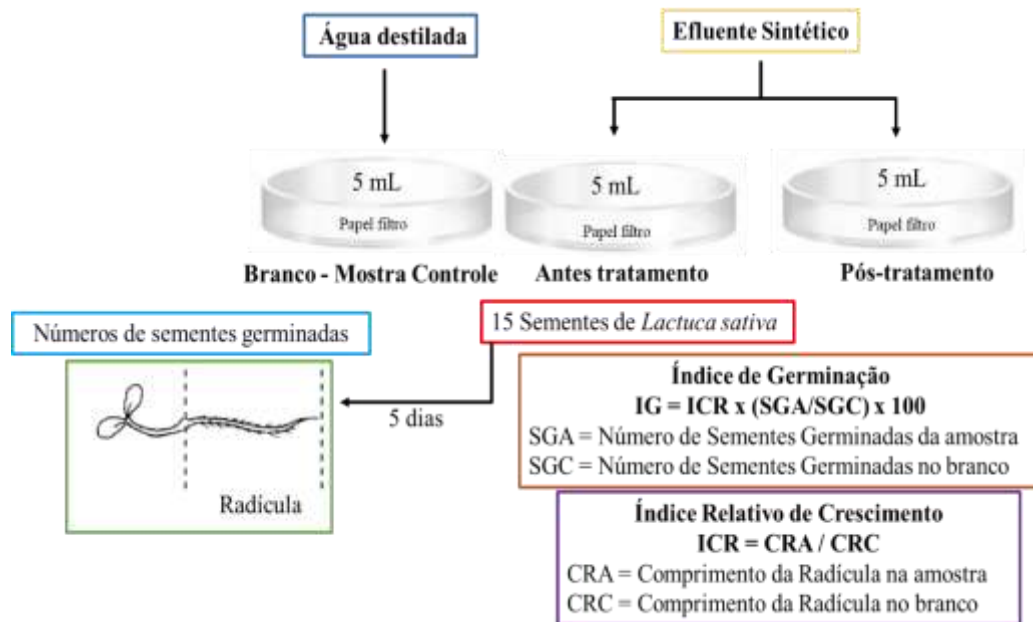 Água destilada
Efluente Sintético
5 mL
Papel filtro
5 mL
Papel filtro
5 mL
Papel filtro
Branco - Mostra Controle
Antes tratamento
Pós-tratamento
Números de sementes germinadas
15 Sementes de Lactuca sativa
5 dias
Radícula
Índice de Germinação
IG = ICR x (SGA/SGC) x 100
SGA = Número de Sementes Germinadas da amostra
SGC = Número de Sementes Germinadas no branco
Índice Relativo de Crescimento
ICR = CRA / CRC
CRA = Comprimento da Radícula na amostra
CRC = Comprimento da Radícula no branco